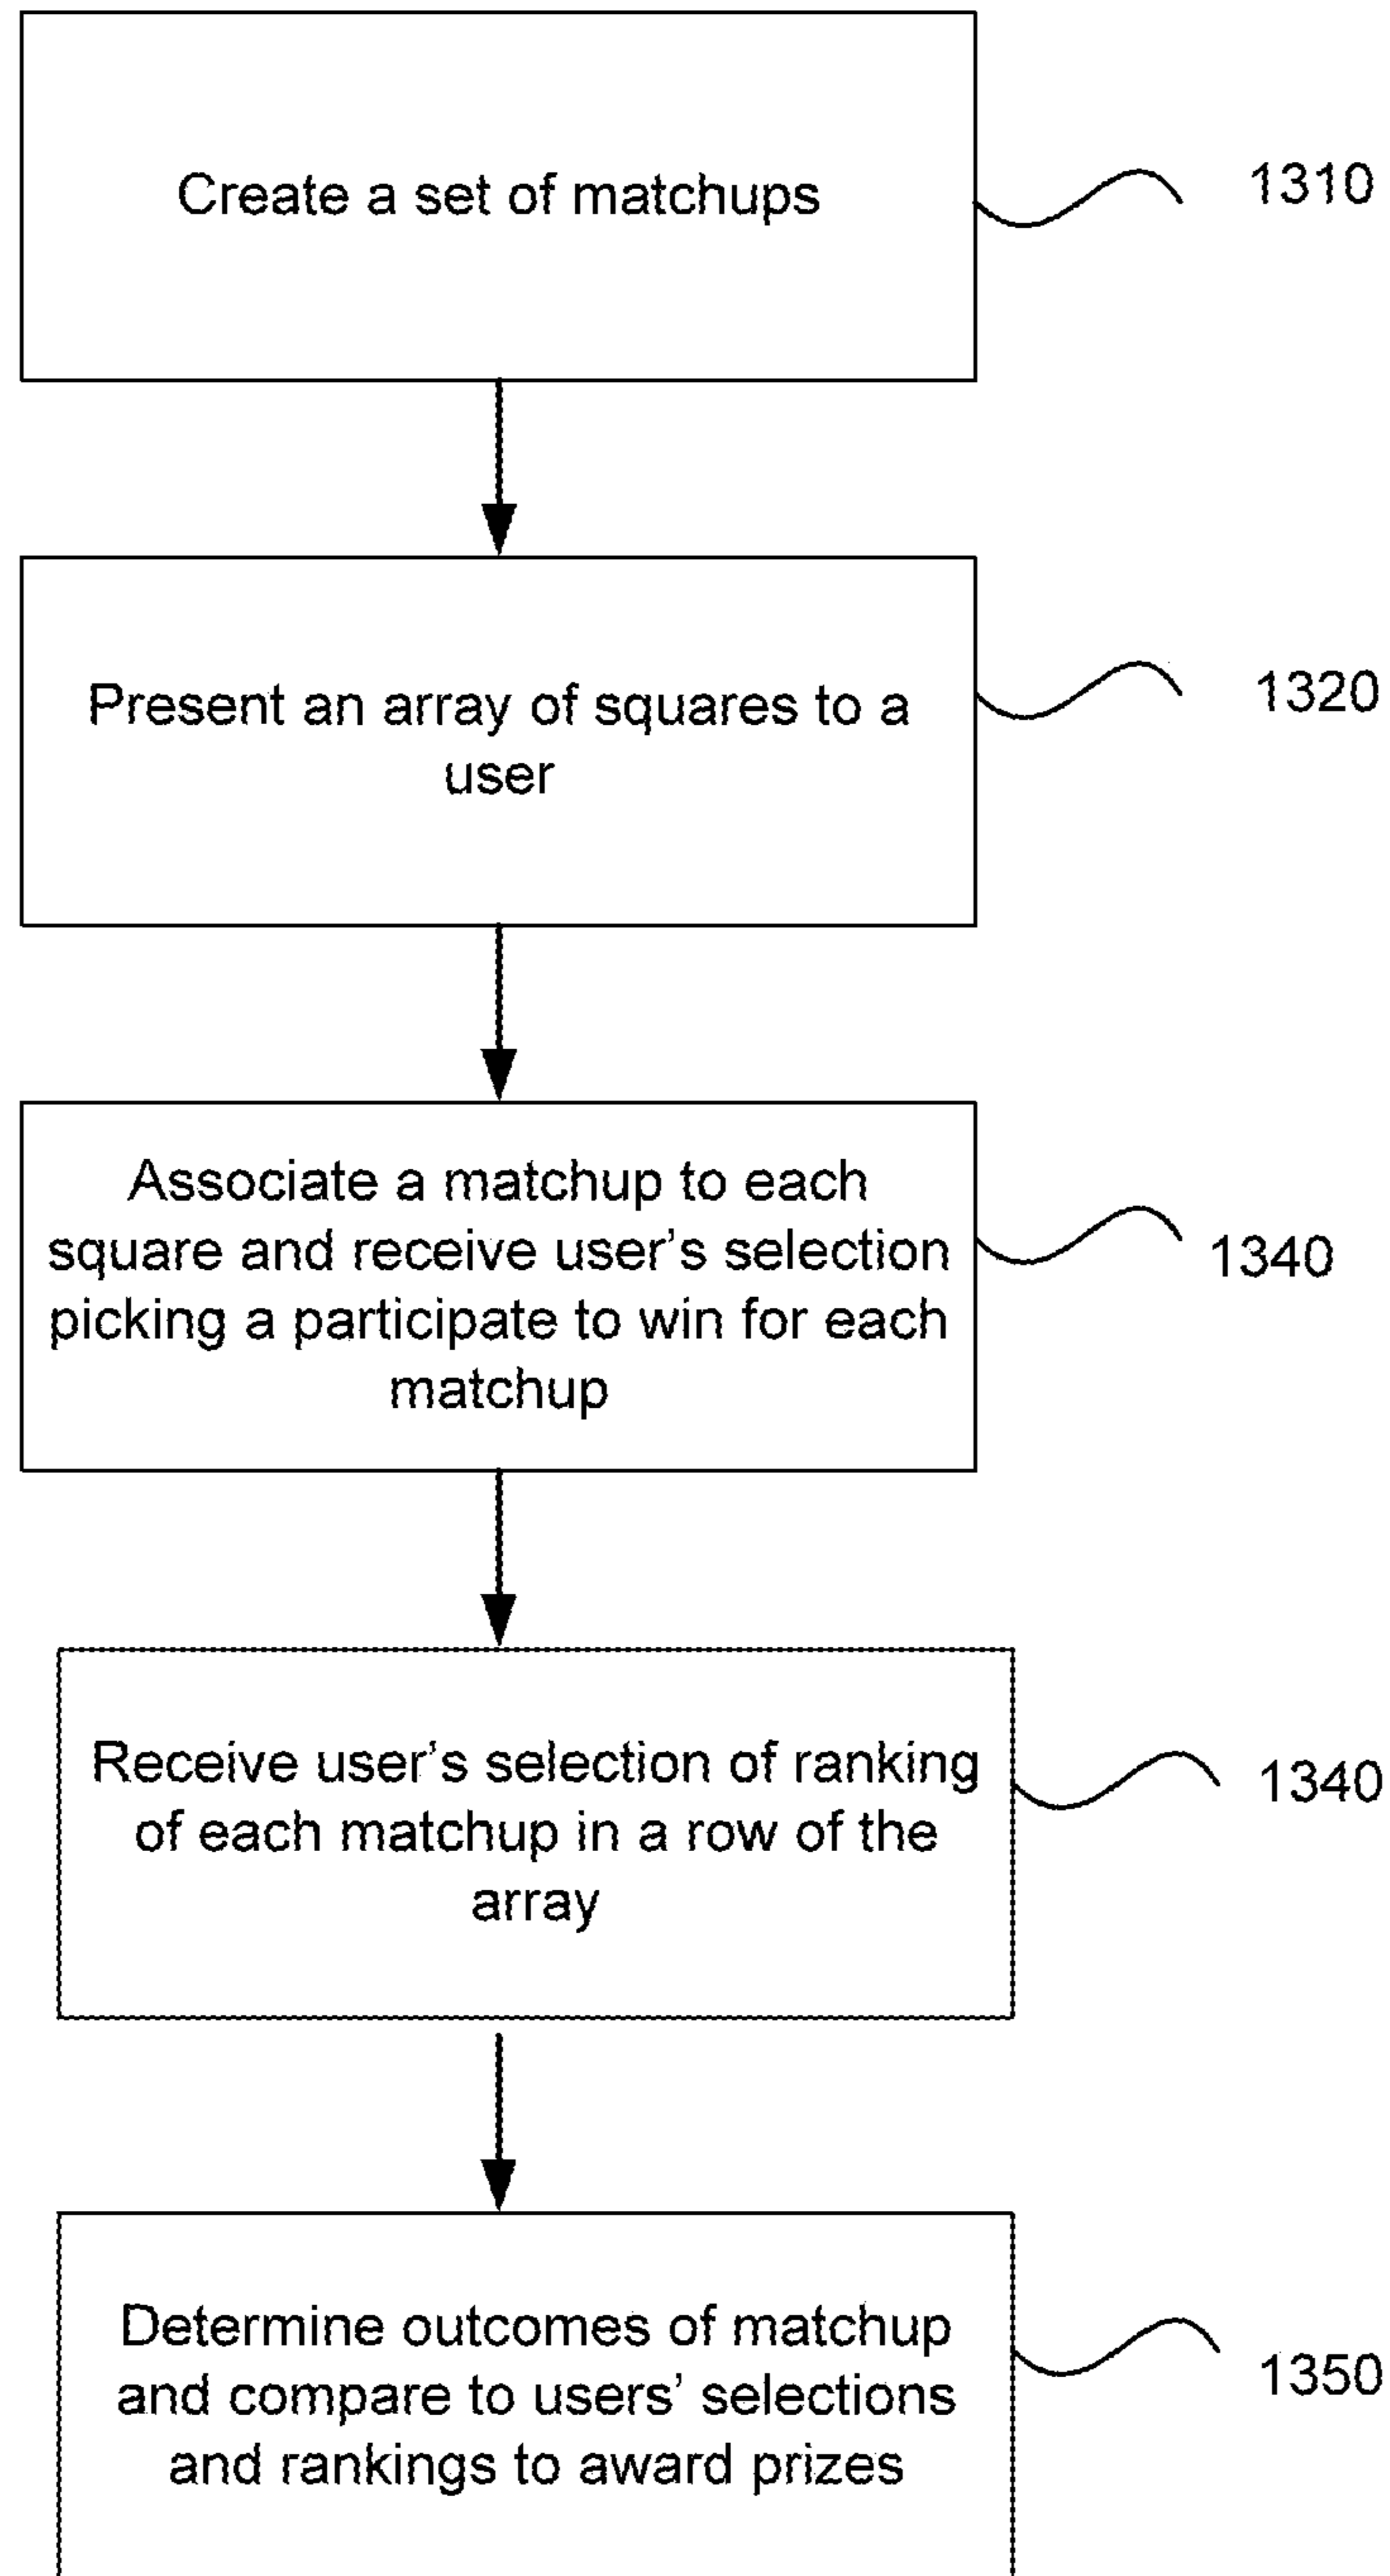 Create a set of matchups
1310
Present an array of squares to a
user
1320
Associate a matchup to each
square and receive user's selection
picking a participate to win for each
matchup
1340
Receive user's selection of ranking
of each matchup in a row of the
array
1340
Determine outcomes of matchup
and compare to users' selections
and rankings to award prizes
1350